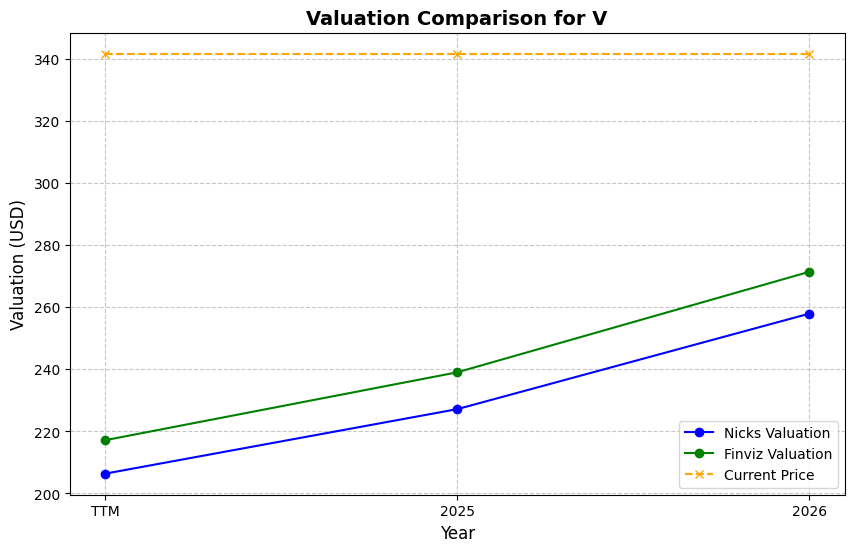 Valuation Comparison for V
Valuation (USD)
340
320
300
280
260
240
220
200
TTM
2025
2026
Year
Nicks Valuation
Finviz Valuation
Current Price